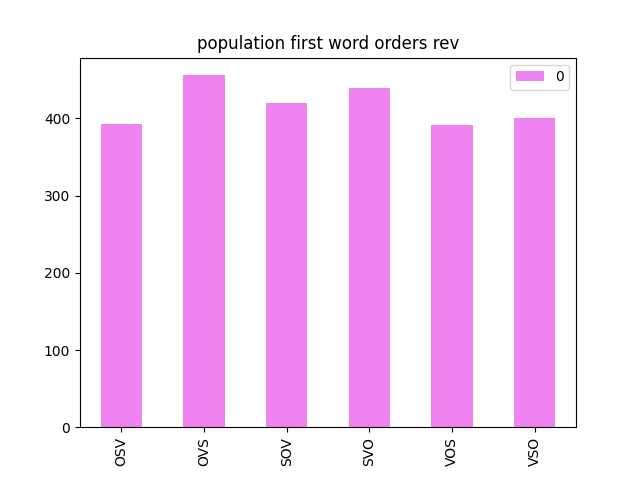 population first word orders rev
0
400
300
200
100
0
OSV
OVS
SOV
SVO
VOS
VSO